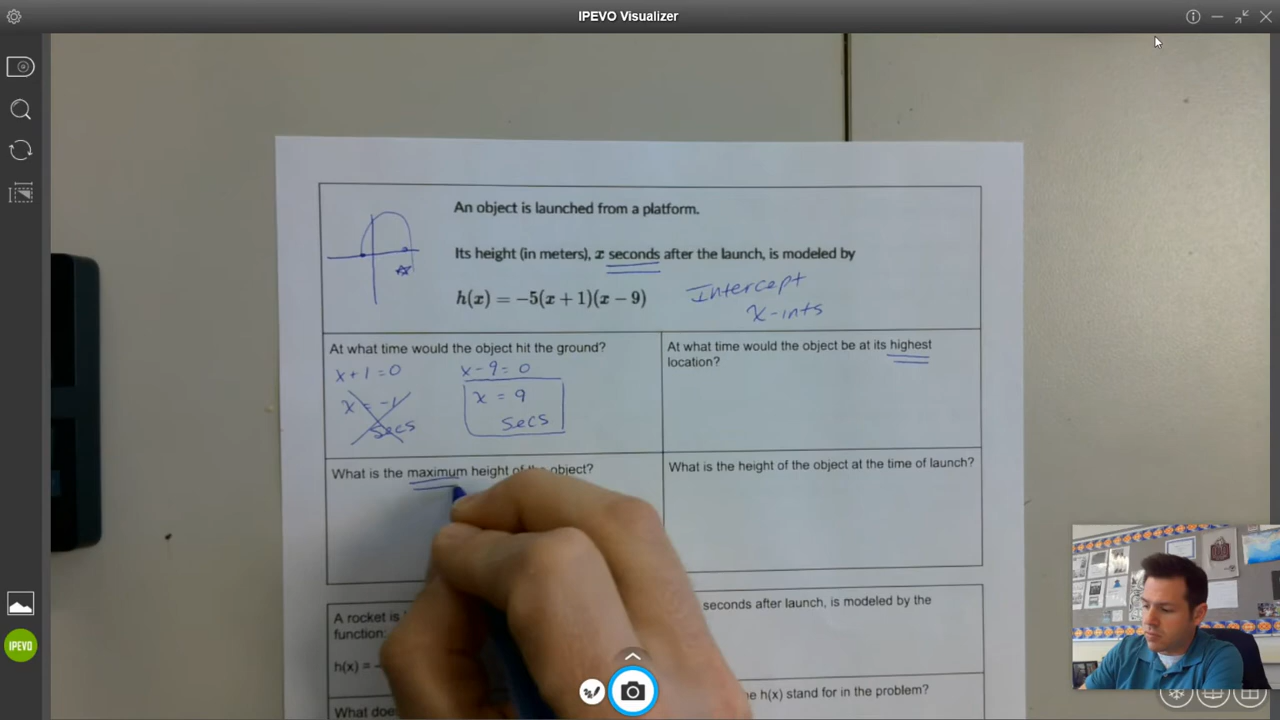 IPEVO Visualizer
An object is launched from a platform.
Its height (in meters), x seconds after the launch, is modeled by
h(x) = −5(x + 1)(x − 9)
Intercept
x-ints
At what time would the object hit the ground?
x+1=0
x-9=0
x = -1
secs
x = 9
secs
At what time would the object be at its highest
location?
What is the maximum height of the object?
What is the height of the object at the time of launch?
A rocket is
seconds after launch, is modeled by the
function:
h(x) = -
What does
h(x) stand for in the problem?
IPEVO